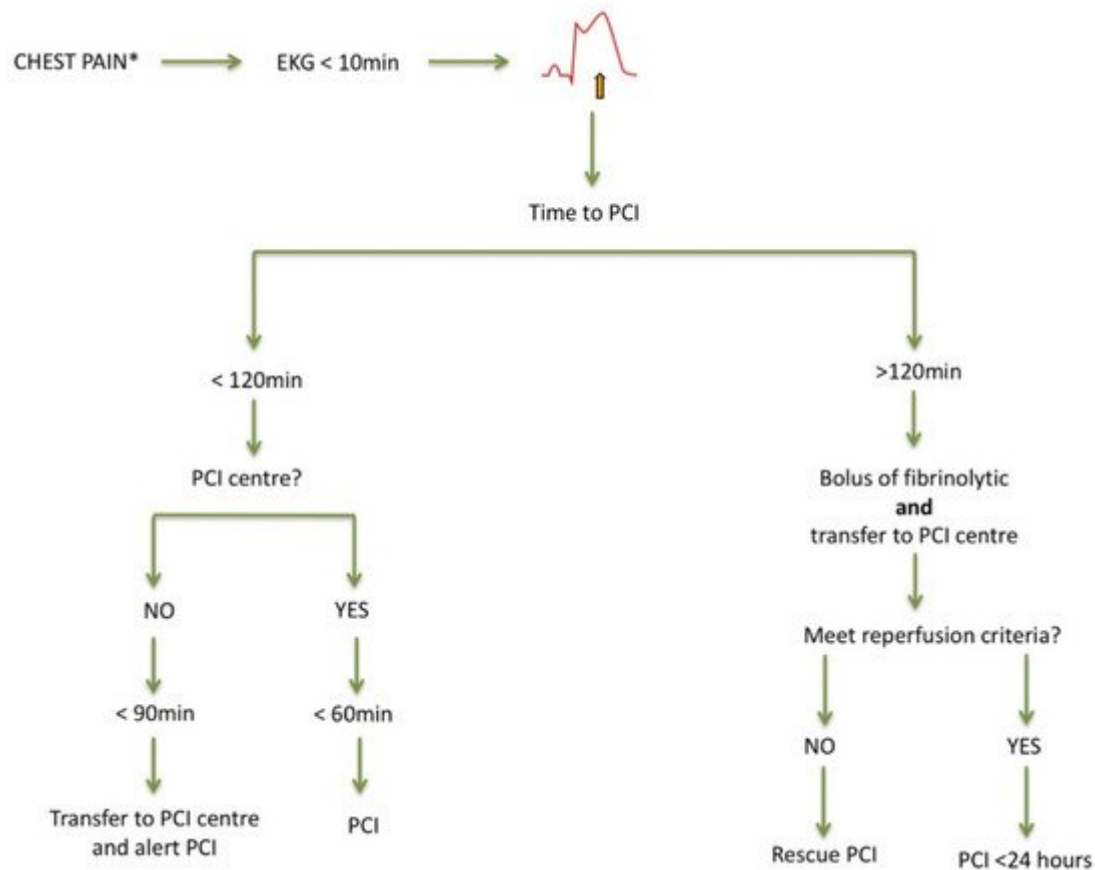 CHEST PAIN*
EKG < 10min
Time to PCI
< 120min
>120min
PCI centre?
Bolus of fibrinolytic
and
transfer to PCI centre
NO
YES
Meet reperfusion criteria?
< 90min
< 60min
NO
YES
Transfer to PCI centre
and alert PCI
PCI
Rescue PCI
PCI <24 hours